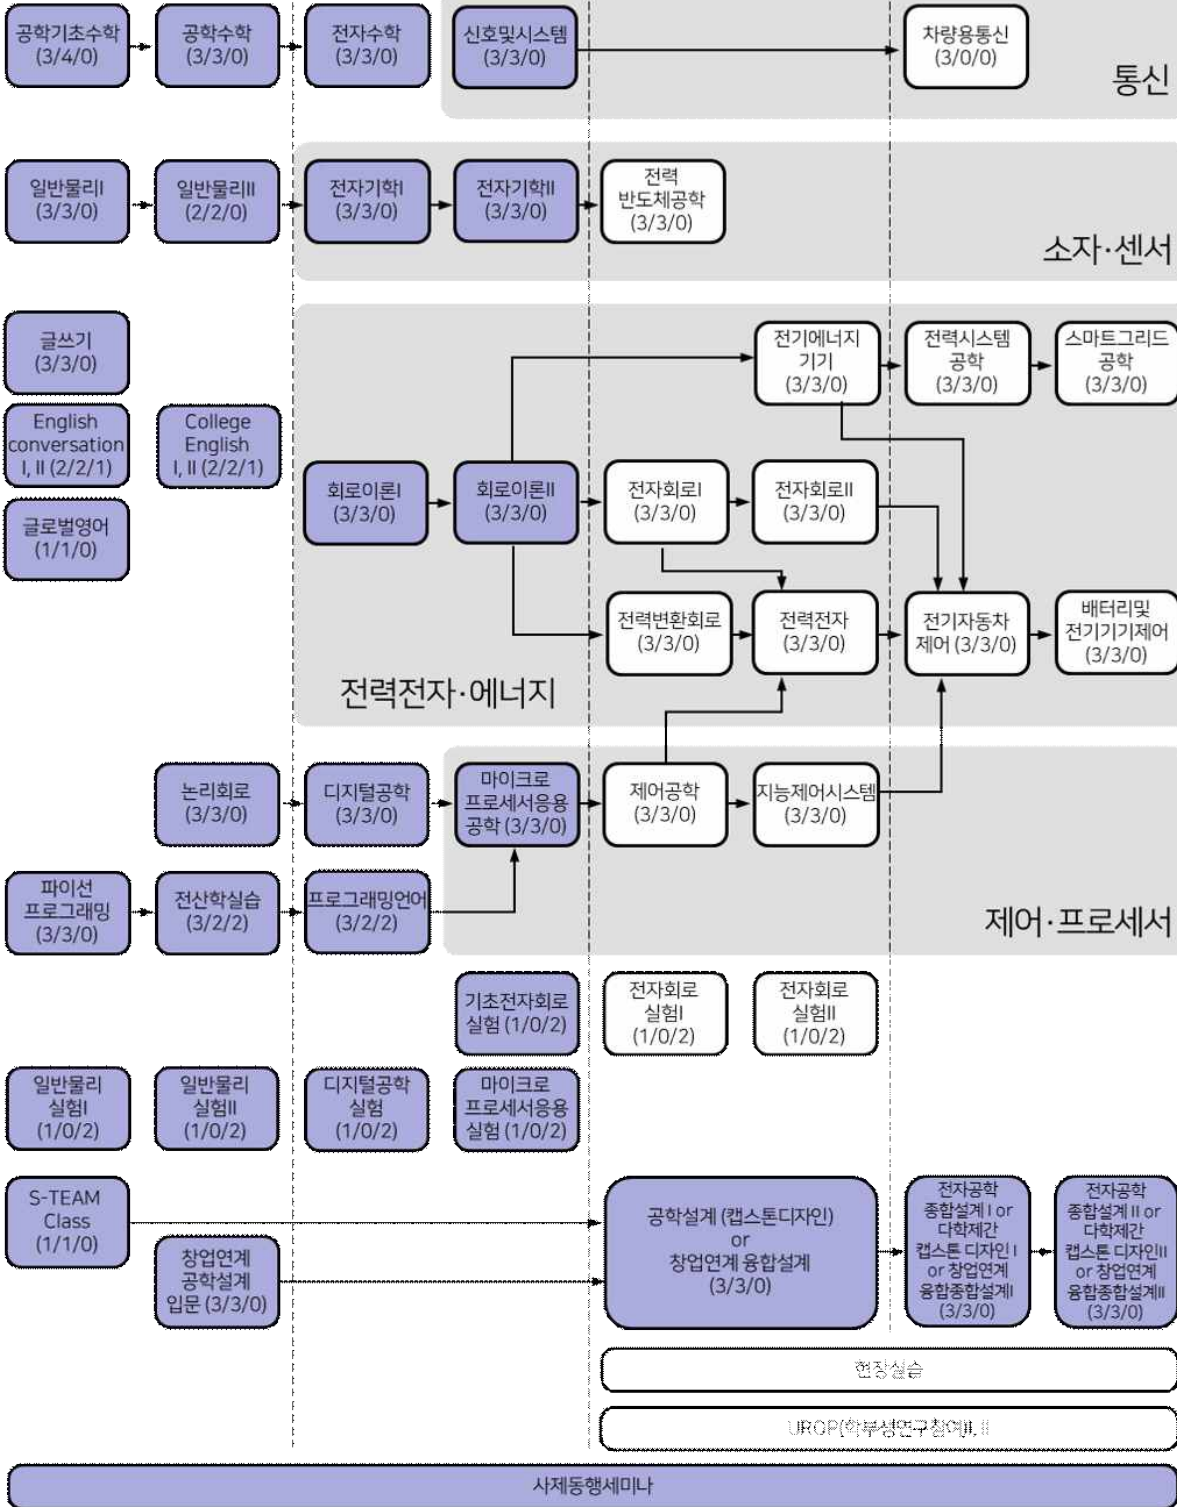 공학기초수학
(3/4/0)
공학수학
(3/3/0)
전자수학
(3/3/0)
신호및시스템
(3/3/0)
차량용통신
(3/0/0)
통신
일반물리I
(3/3/0)
일반물리II
(2/2/0)
전자기학I
(3/3/0)
전자기학II
(3/3/0)
전력
반도체공학
(3/3/0)
소자·센서
글쓰기
(3/3/0)
English
conversation
I, II (2/2/1)
College
English
I, II (2/2/1)
글로벌영어
(1/1/0)
전기에너지
기기
(3/3/0)
전력시스템
공학
(3/3/0)
스마트그리드
공학
(3/3/0)
회로이론I
(3/3/0)
회로이론II
(3/3/0)
전자회로I
(3/3/0)
전자회로II
(3/3/0)
전력변환회로
(3/3/0)
전력전자
(3/3/0)
전기자동차
제어 (3/3/0)
배터리및
전기기기제어
(3/3/0)
전력전자·에너지
논리회로
(3/3/0)
디지털공학
(3/3/0)
마이크로
프로세서응용
공학 (3/3/0)
제어공학
(3/3/0)
지능제어시스템
(3/3/0)
파이선
프로그래밍
(3/3/0)
전산학실습
(3/2/2)
프로그래밍언어
(3/2/2)
제어·프로세서
기초전자회로
실험 (1/0/2)
전자회로
실험I
(1/0/2)
전자회로
실험II
(1/0/2)
일반물리
실험I
(1/0/2)
일반물리
실험II
(1/0/2)
디지털공학
실험
(1/0/2)
마이크로
프로세서응용
실험 (1/0/2)
S-TEAM
Class
(1/1/0)
창업연계
공학설계
입문 (3/3/0)
공학설계 (캡스톤디자인)
or
창업연계 융합설계
(3/3/0)
전자공학
종합설계 I or
다학제간
캡스톤 디자인 I
or 창업연계
융합종합설계I
(3/3/0)
전자공학
종합설계 II or
다학제간
캡스톤 디자인II
or 창업연계
융합종합설계II
(3/3/0)
현장실습
UROP(학부생연구참여)I, II
사제동행세미나